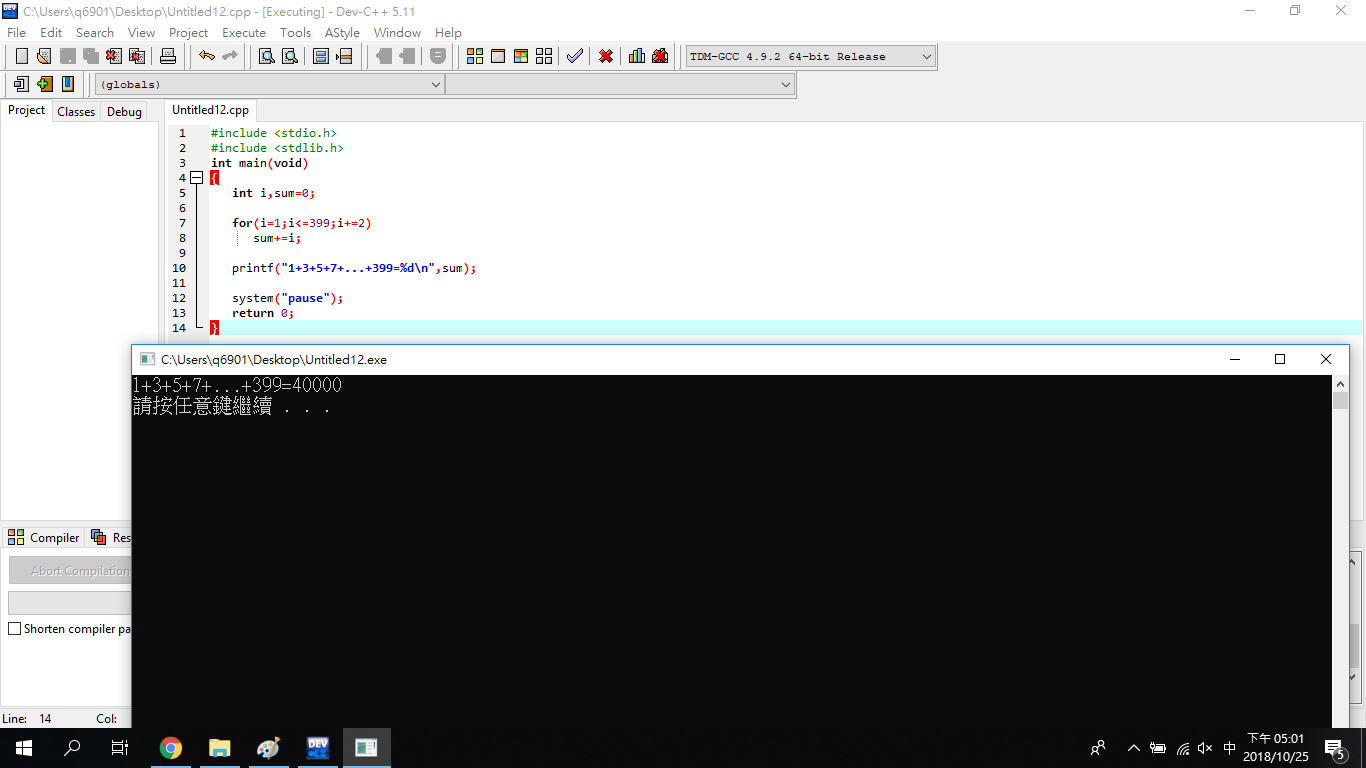 C:\Users\q6901\Desktop\Untitled12.cpp - [Executing] - Dev-C++ 5.11
File Edit Search View Project Execute Tools AStyle Window Help
TDM-GCC 4.9.2 64-bit Release
(globals)
Project Classes Debug
Untitled12.cpp
1 #include <stdio.h>
2 #include <stdlib.h>
3 int main(void)
4 {
5 int i,sum=0;
6
7 for(i=1;i<=399;i+=2)
8 sum+=i;
9
10 printf("1+3+5+7+...+399=%d\n",sum);
11
12 system("pause");
13 return 0;
14 }
C:\Users\q6901\Desktop\Untitled12.exe
1+3+5+7+...+399=40000
請按任意鍵繼續 . . .
Compiler Res
Abort Compilation
Shorten compiler pa
Line: 14 Col:
DEV
中
下午 05:01
2018/10/25
5